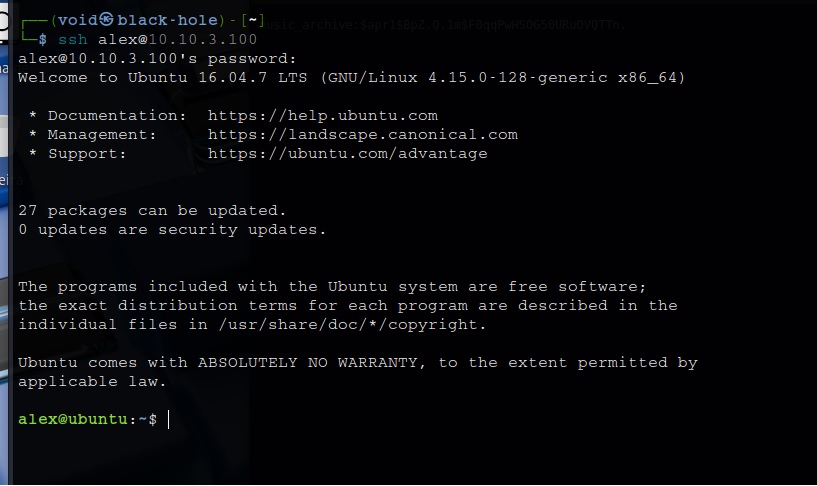 ┌──(void㉿black-hole)-[~]
└─$ ssh alex@10.10.3.100
alex@10.10.3.100's password:
Welcome to Ubuntu 16.04.7 LTS (GNU/Linux 4.15.0-128-generic x86_64)
* Documentation:  https://help.ubuntu.com
* Management:     https://landscape.canonical.com
* Support:        https://ubuntu.com/advantage
27 packages can be updated.
0 updates are security updates.
The programs included with the Ubuntu system are free software;
the exact distribution terms for each program are described in the
individual files in /usr/share/doc/*/copyright.
Ubuntu comes with ABSOLUTELY NO WARRANTY, to the extent permitted by
applicable law.
alex@ubuntu:~$